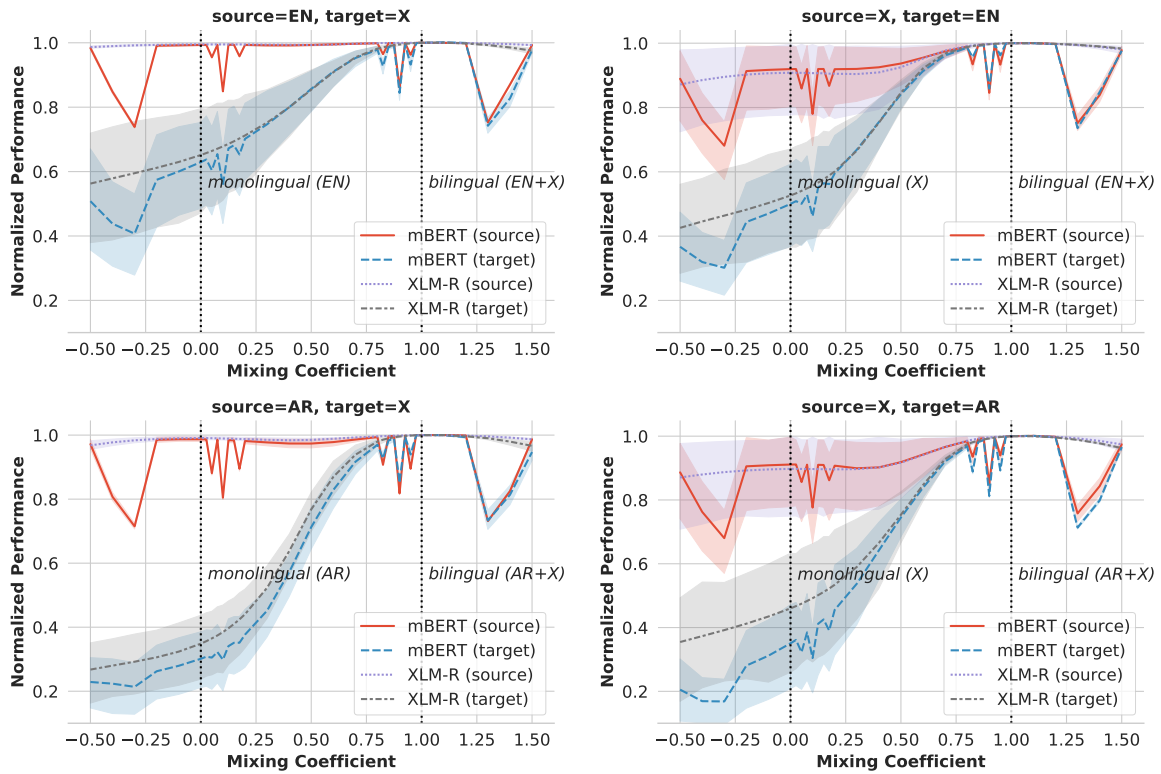 source=EN, target=X
Normalized Performance
1.0
0.8
0.6
0.4
0.2
monolingual (EN)
bilingual (EN+X)
mBERT (source)
mBERT (target)
XLM-R (source)
XLM-R (target)
−0.50 −0.25 0.00 0.25 0.50 0.75 1.00 1.25 1.50
Mixing Coefficient
source=X, target=EN
Normalized Performance
1.0
0.8
0.6
0.4
0.2
monolingual (X)
bilingual (EN+X)
mBERT (source)
mBERT (target)
XLM-R (source)
XLM-R (target)
−0.50 −0.25 0.00 0.25 0.50 0.75 1.00 1.25 1.50
Mixing Coefficient
source=AR, target=X
Normalized Performance
1.0
0.8
0.6
0.4
0.2
monolingual (AR)
bilingual (AR+X)
mBERT (source)
mBERT (target)
XLM-R (source)
XLM-R (target)
−0.50 −0.25 0.00 0.25 0.50 0.75 1.00 1.25 1.50
Mixing Coefficient
source=X, target=AR
Normalized Performance
1.0
0.8
0.6
0.4
0.2
monolingual (X)
bilingual (AR+X)
mBERT (source)
mBERT (target)
XLM-R (source)
XLM-R (target)
−0.50 −0.25 0.00 0.25 0.50 0.75 1.00 1.25 1.50
Mixing Coefficient